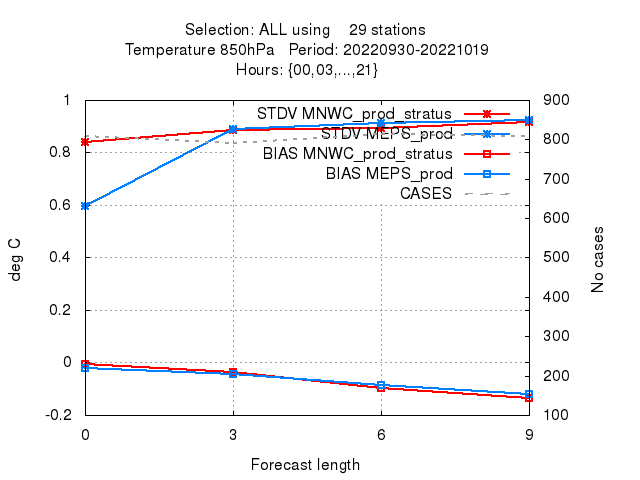 Selection: ALL using    29 stations
Temperature 850hPa   Period: 20220930-20221019
Hours: {00,03,...,21}
STDV MNWC_prod_stratus
STDV MEPS_prod
BIAS MNWC_prod_stratus
BIAS MEPS_prod
CASES
deg C
1
0.8
0.6
0.4
0.2
0
-0.2
900
800
700
600
500
400
300
200
100
No cases
0 3 6 9
Forecast length